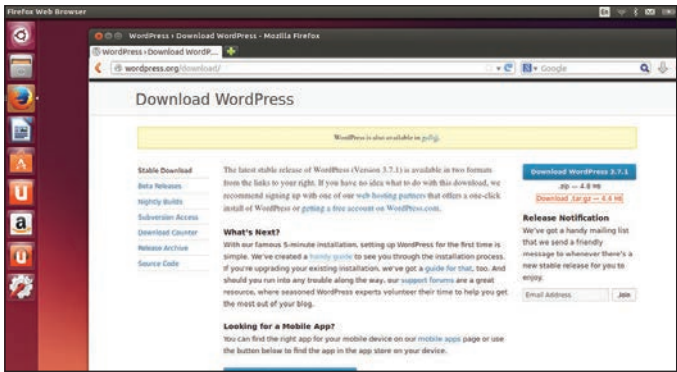 Firefox Web Browser
WordPress › Download WordPress - Mozilla Firefox
WordPress › Download WordP...
wordpress.org/download/
Google
Download WordPress
WordPress is also available in
Stable Download
Beta Releases
Nightly Builds
Subversion Access
Download Counter
Release Archive
Source Code
The latest stable release of WordPress (Version 3.7.1) is available in two formats
from the links to your right. If you have no idea what to do with this download, we
recommend signing up with one of our web hosting partners that offers a one-click
install of WordPress or getting a free account on WordPress.com.
What's Next?
With our famous 5-minute installation, setting up WordPress for the first time is
simple. We've created a handy guide to see you through the installation process.
If you're upgrading your existing installation, we've got a guide for that, too. And
should you run into any trouble along the way, our support forums are a great
resource, where seasoned WordPress experts volunteer their time to help you get
the most out of your blog.
Looking for a Mobile App?
You can find the right app for your mobile device on our mobile apps page or use
the button below to find the app in the app store on your device.
Download WordPress 3.7.1
.zip — 4.8 MB
Download .tar.gz — 4.4 MB
Release Notification
We've got a handy mailing list
that we send a friendly
message to whenever there's a
new stable release for you to
enjoy.
Email Address
Join